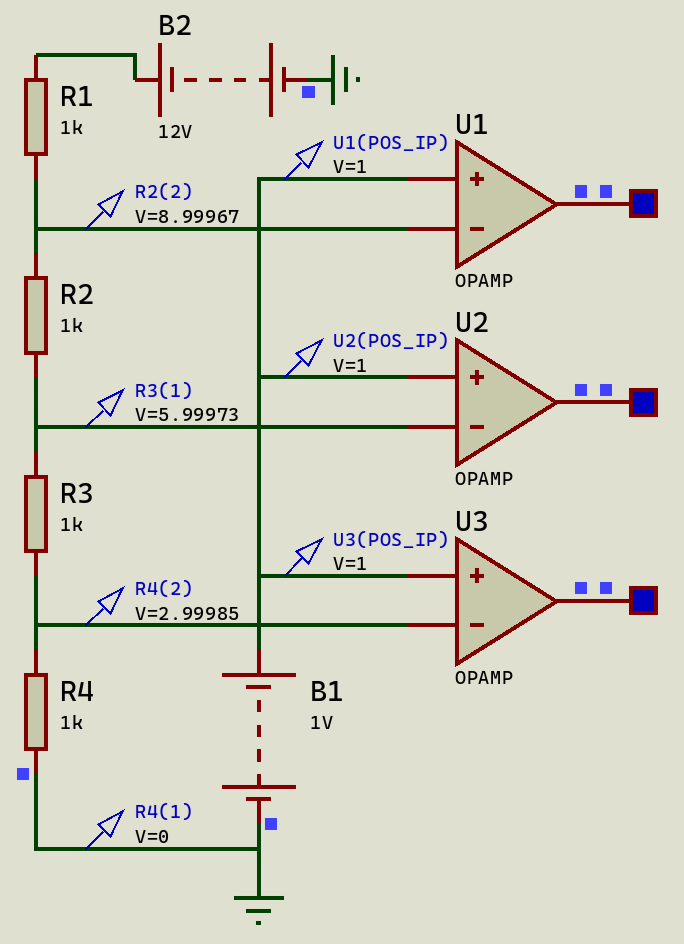 B2
12V
R1
1k
R2(2)
V=8.99967
U1(POS_IP)
V=1
U1
+
−
OPAMP
R2
1k
R3(1)
V=5.99973
U2(POS_IP)
V=1
U2
+
−
OPAMP
R3
1k
R4(2)
V=2.99985
U3(POS_IP)
V=1
U3
+
−
OPAMP
R4
1k
B1
1V
R4(1)
V=0